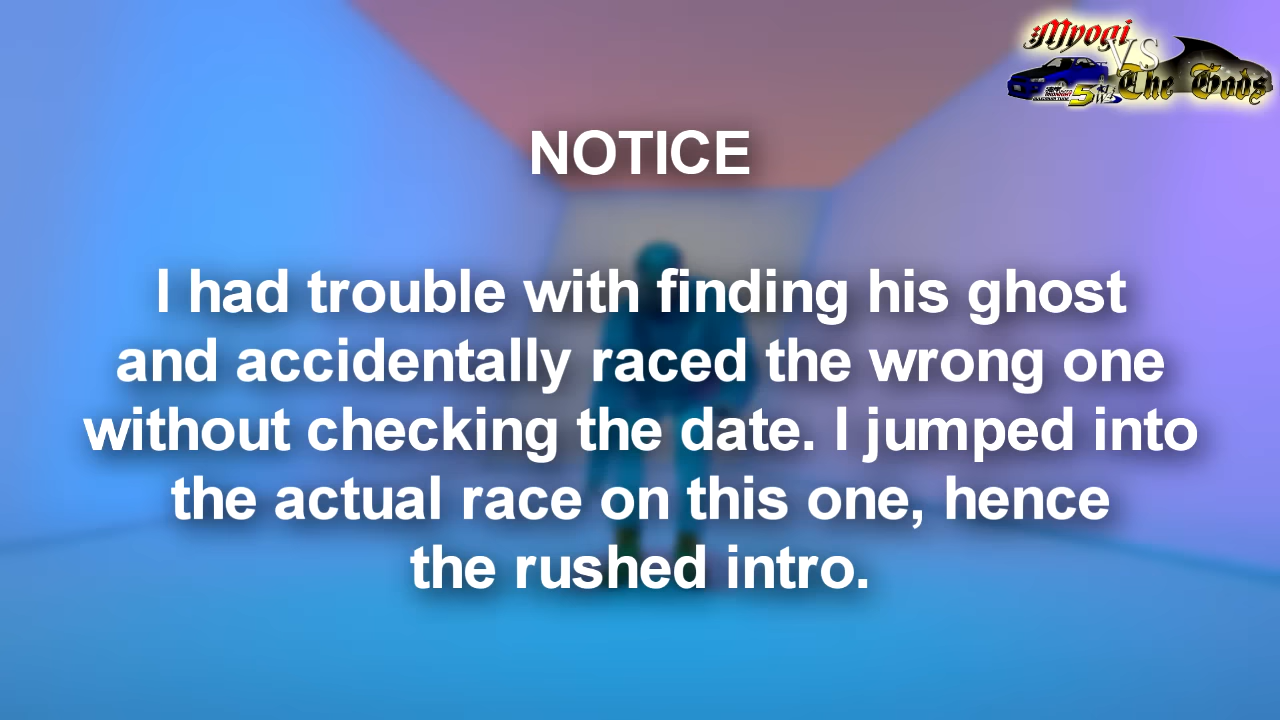 Myogi
VS
The Gods
5
NOTICE
I had trouble with finding his ghost
and accidentally raced the wrong one
without checking the date. I jumped into
the actual race on this one, hence
the rushed intro.